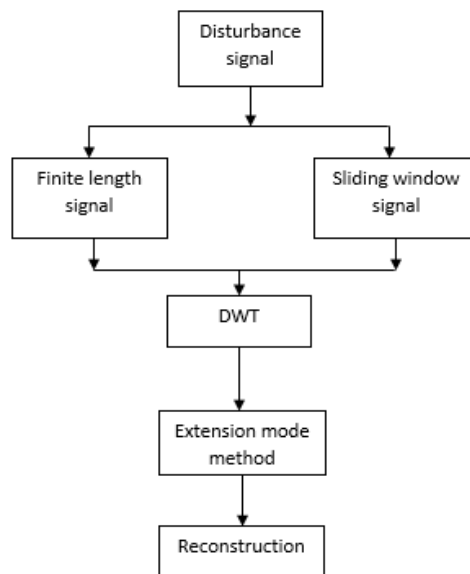 Disturbance
signal
Finite length
signal
Sliding window
signal
DWT
Extension mode
method
Reconstruction